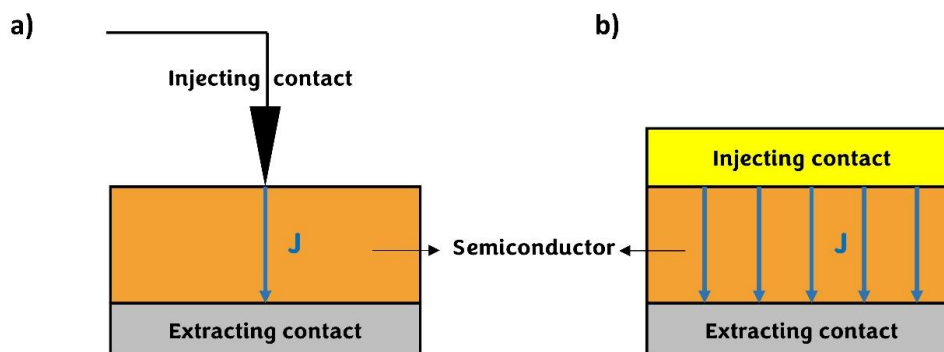 a)
Injecting contact
J
Extracting contact
Semiconductor
b)
Injecting contact
J
Extracting contact